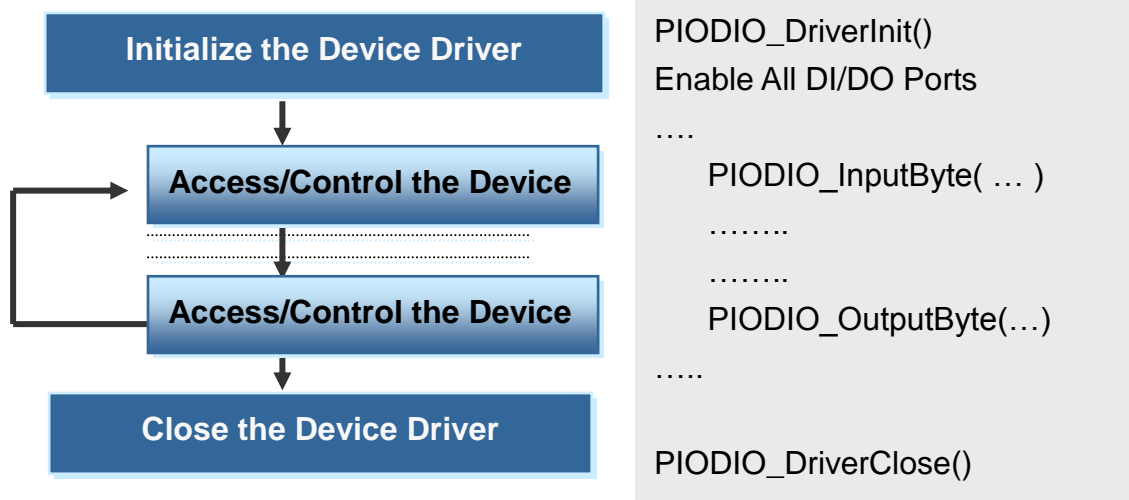 Initialize the Device Driver
Access/Control the Device
Access/Control the Device
Close the Device Driver
PIODIO_DriverInit()
Enable All DI/DO Ports
….
PIODIO_InputByte( … )
……..
……..
PIODIO_OutputByte(…)
…..
PIODIO_DriverClose()